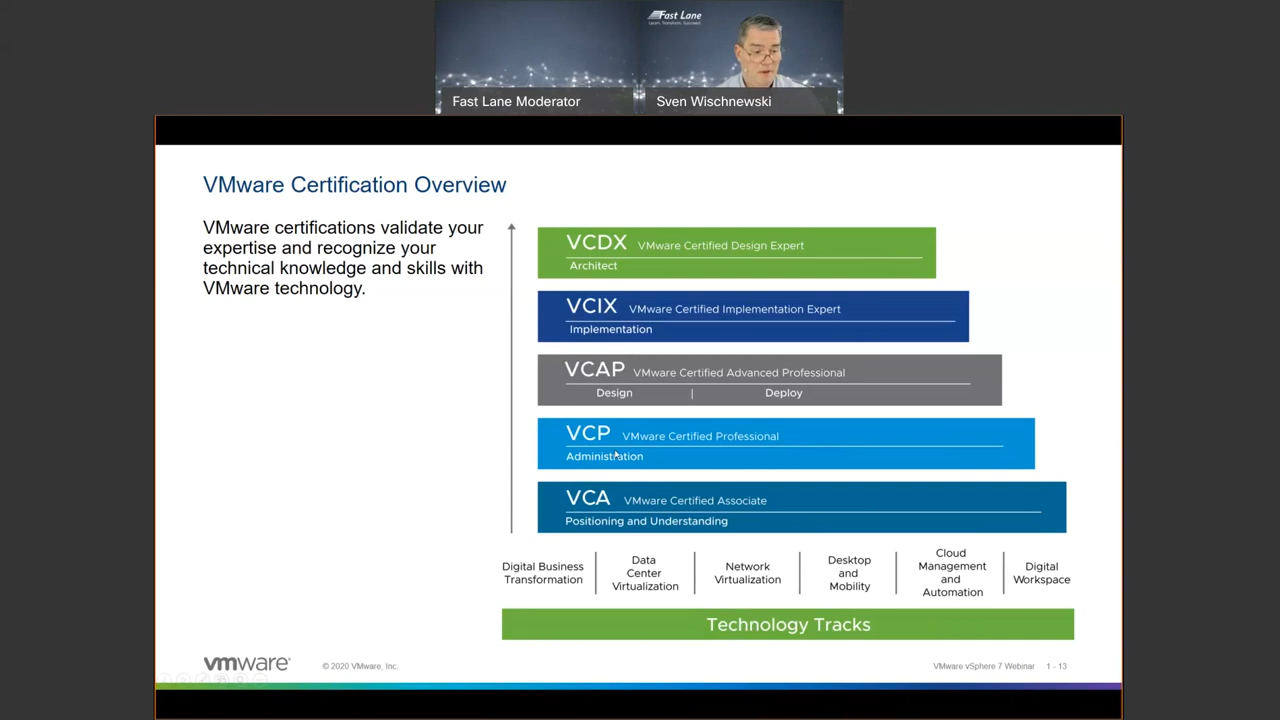 Fast Lane
Fast Lane Moderator
Sven Wischnewski
VMware Certification Overview
VMware certifications validate your
expertise and recognize your
technical knowledge and skills with
VMware technology.
VCDX VMware Certified Design Expert
Architect
VCIX VMware Certified Implementation Expert
Implementation
VCAP VMware Certified Advanced Professional
Design | Deploy
VCP VMware Certified Professional
Administration
VCA VMware Certified Associate
Positioning and Understanding
Digital Business
Transformation
Data
Center
Virtualization
Network
Virtualization
Desktop
and
Mobility
Cloud
Management
and
Automation
Digital
Workspace
Technology Tracks
vmware®
© 2020 VMware, Inc.
VMware vSphere 7 Webinar 1 - 13